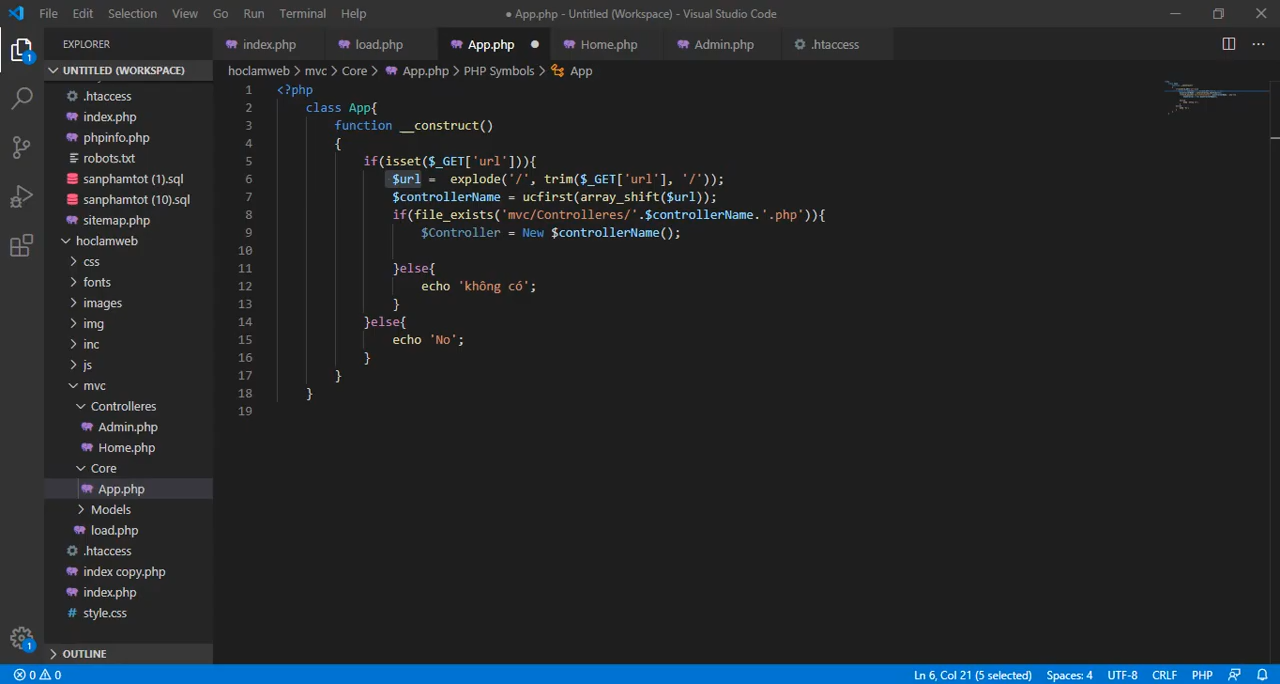 File Edit Selection View Go Run Terminal Help ● App.php - Untitled (Workspace) - Visual Studio Code
EXPLORER
index.php load.php App.php Home.php Admin.php .htaccess
UNTITLED (WORKSPACE)
hoclamweb > mvc > Core > App.php > PHP Symbols > App
.htaccess
index.php
phpinfo.php
robots.txt
sanphamtot (1).sql
sanphamtot (10).sql
sitemap.php
hoclamweb
css
fonts
images
img
inc
js
mvc
Controlleres
Admin.php
Home.php
Core
App.php
Models
load.php
.htaccess
index copy.php
index.php
style.css
OUTLINE
1 <?php
2 class App{
3 function __construct()
4 {
5 if(isset($_GET['url'])){
6 $url = explode('/', trim($_GET['url'], '/'));
7 $controllerName = ucfirst(array_shift($url));
8 if(file_exists('mvc/Controlleres/'.$controllerName.'.php')){
9 $Controller = New $controllerName();
10
11 }else{
12 echo 'không có';
13 }
14 }else{
15 echo 'No';
16 }
17 }
18 }
19
1
1
0 0 Ln 6, Col 21 (5 selected) Spaces: 4 UTF-8 CRLF PHP